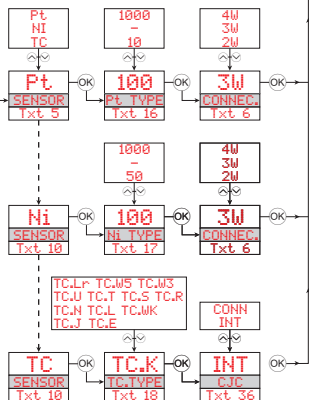 Pt
NI
TC
1000
-
10
4W
3W
2W
Pt
SENSOR
Txt 5
OK
100
Pt TYPE
Txt 16
OK
3W
CONNEC.
Txt 6
OK
1000
-
50
4W
3W
2W
Ni
SENSOR
Txt 10
OK
100
Ni TYPE
Txt 17
OK
3W
CONNEC.
Txt 6
OK
TC.Lr TC.W5 TC.W3
TC.U TC.T TC.S TC.R
TC.N TC.L TC.WK
TC.J TC.E
CONN
INT
TC
SENSOR
Txt 10
OK
TC.K
TC.TYPE
Txt 18
OK
INT
CJC
Txt 36
OK